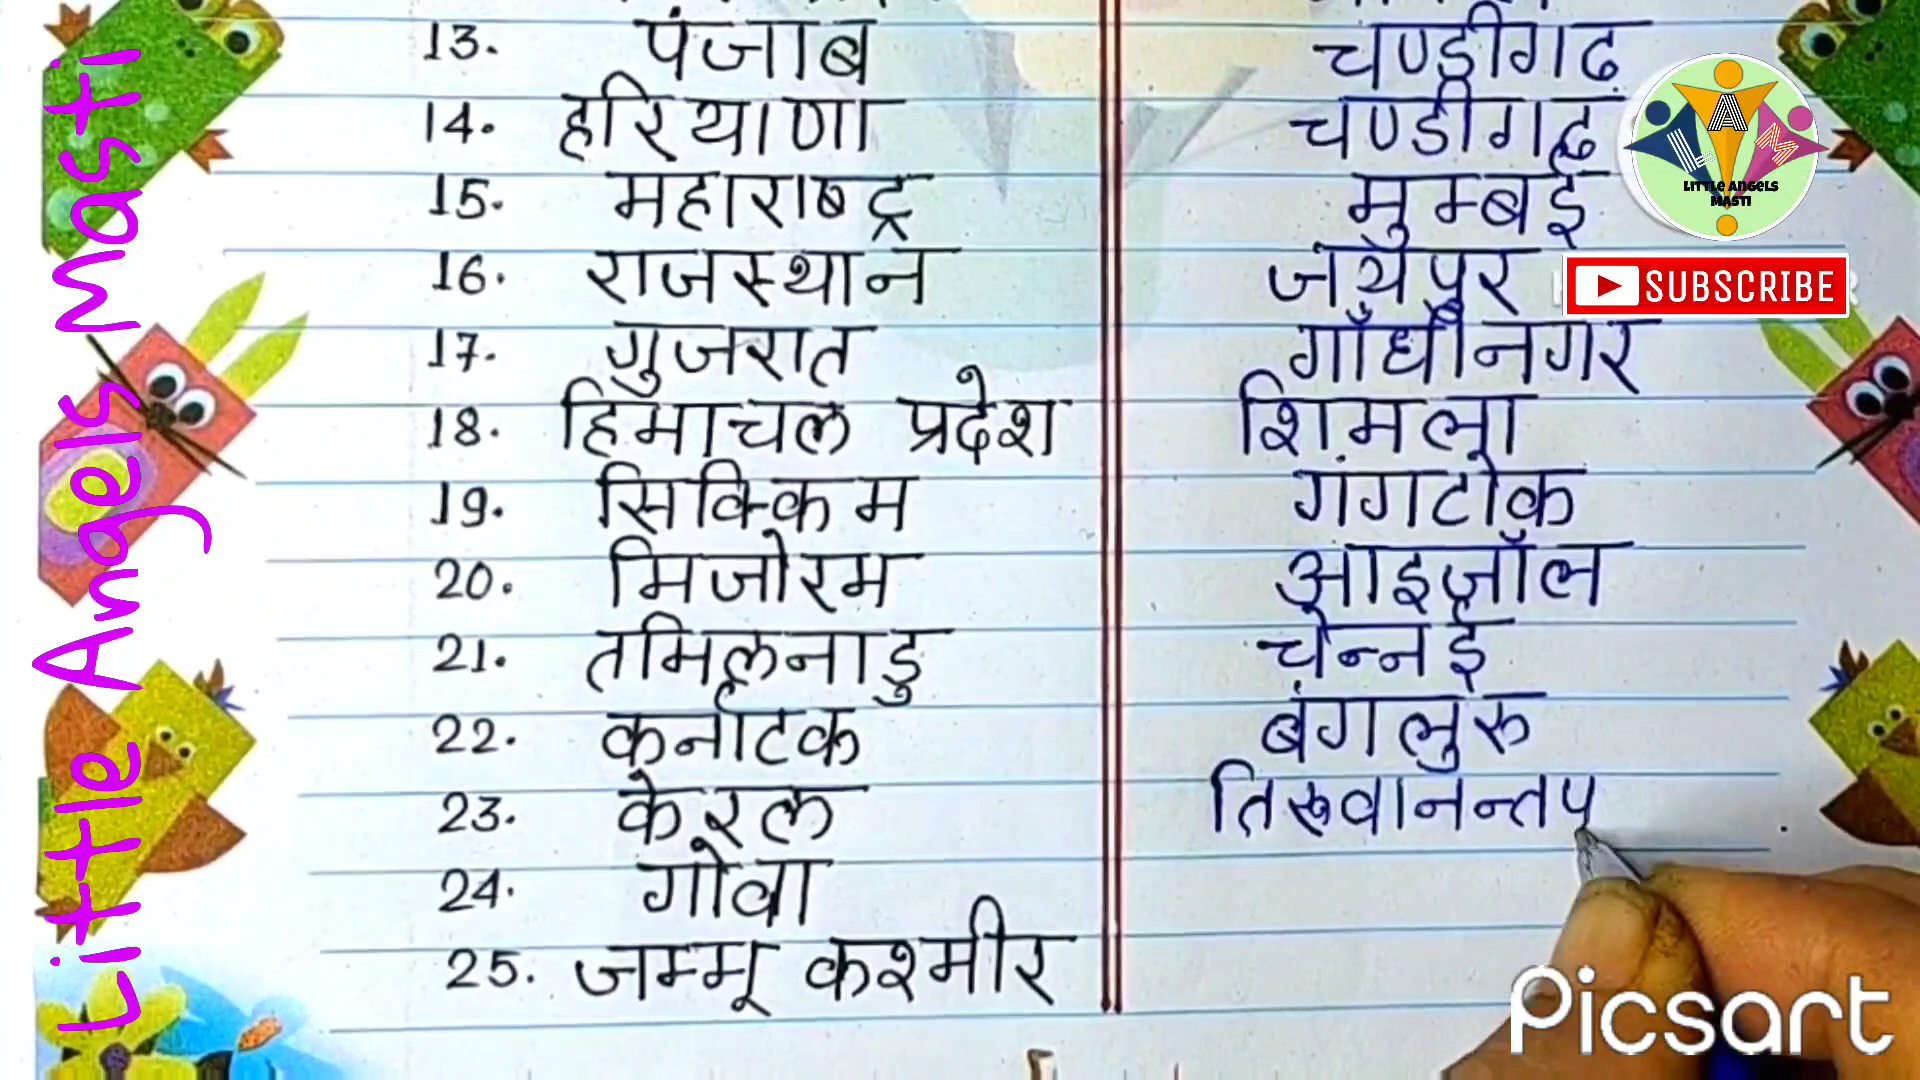 13. पंजाब चण्डीगढ
14. हरियाणा चण्डीगढ
15. महाराष्ट्र मुम्बई
16. राजस्थान जयपुर
17. गुजरात गाँधीनगर
18. हिमाचल प्रदेश शिमला
19. सिक्किम गंगटोक
20. मिजोरम आइजॉल
21. तमिलनाडु चेन्नई
22. कर्नाटक बंगलुरु
23. केरल तिरूवानन्तप
24. गोवा
25. जम्मू कश्मीर
Little Angels Masti
LAM
LITTLE ANGELS
MASTI
SUBSCRIBE
Picsart